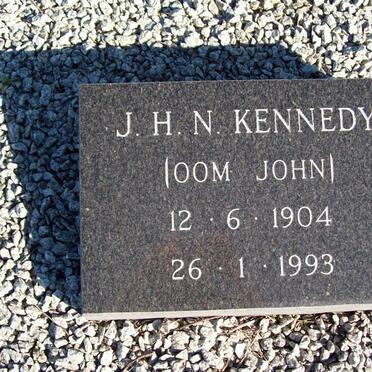 J. H. N. KENNEDY
(OOM JOHN)
12 · 6 · 1904
26 · 1 · 1993